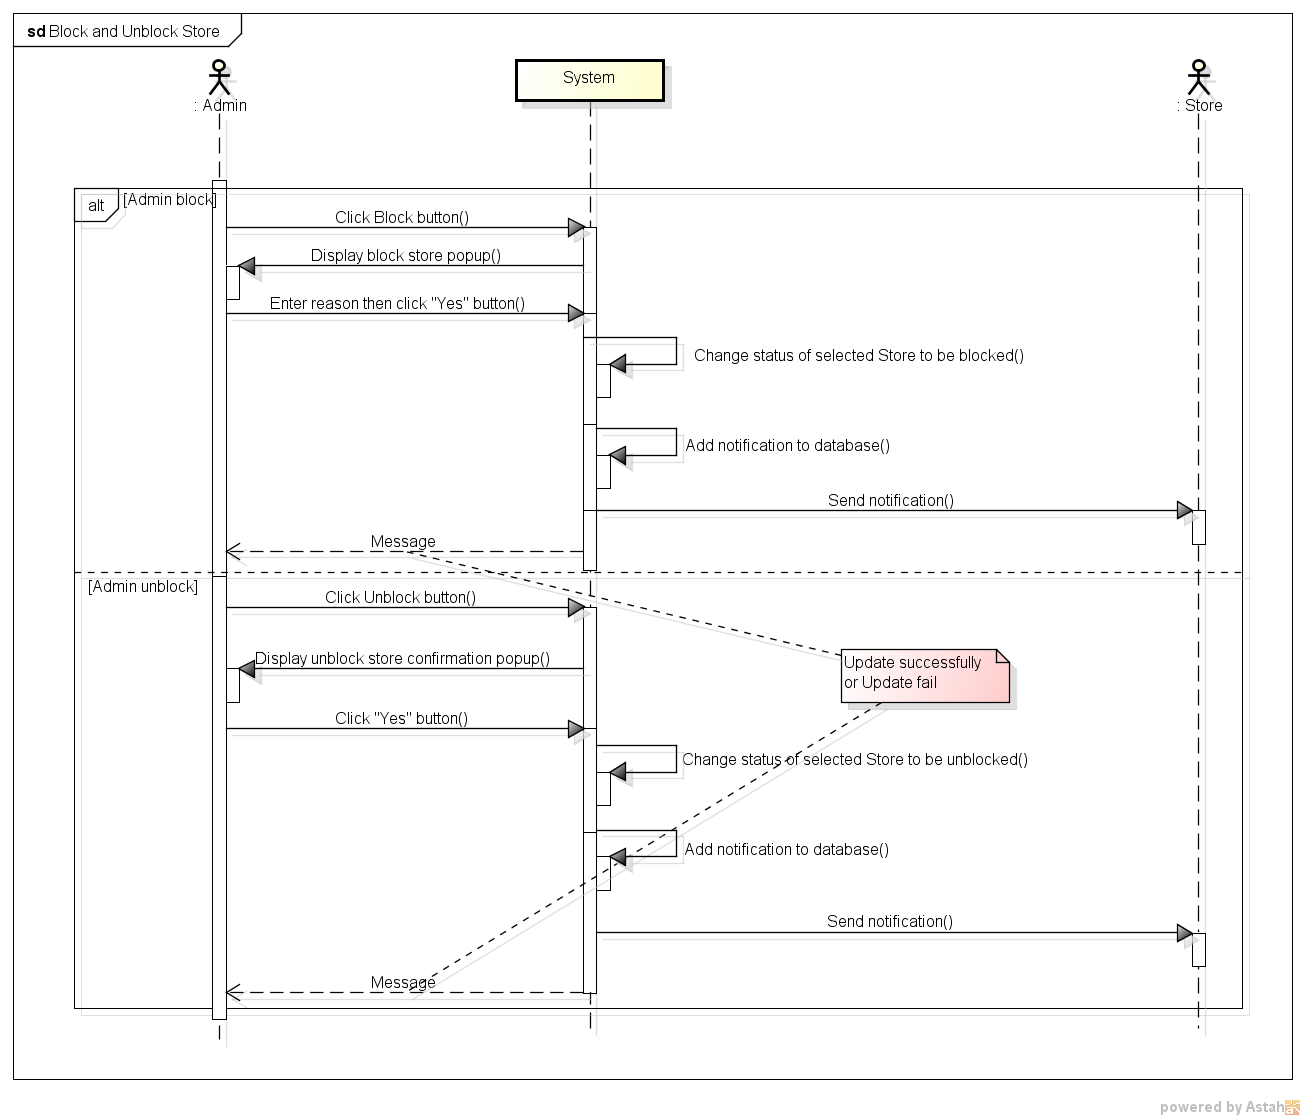 sd Block and Unblock Store
: Admin
System
: Store
alt
[Admin block]
Click Block button()
Display block store popup()
Enter reason then click "Yes" button()
Change status of selected Store to be blocked()
Add notification to database()
Send notification()
Message
[Admin unblock]
Click Unblock button()
Display unblock store confirmation popup()
Update successfully
or Update fail
Click "Yes" button()
Change status of selected Store to be unblocked()
Add notification to database()
Send notification()
Message
powered by Astah